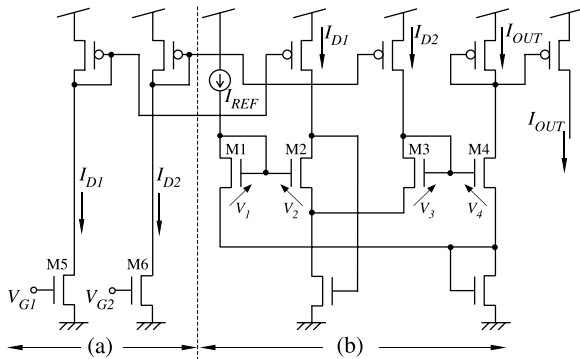 I_D1 I_D2 I_OUT
I_REF
I_OUT
M1 M2 M3 M4
I_D1 I_D2
V_1 V_2 V_3 V_4
M5 M6
V_G1 V_G2
(a) (b)